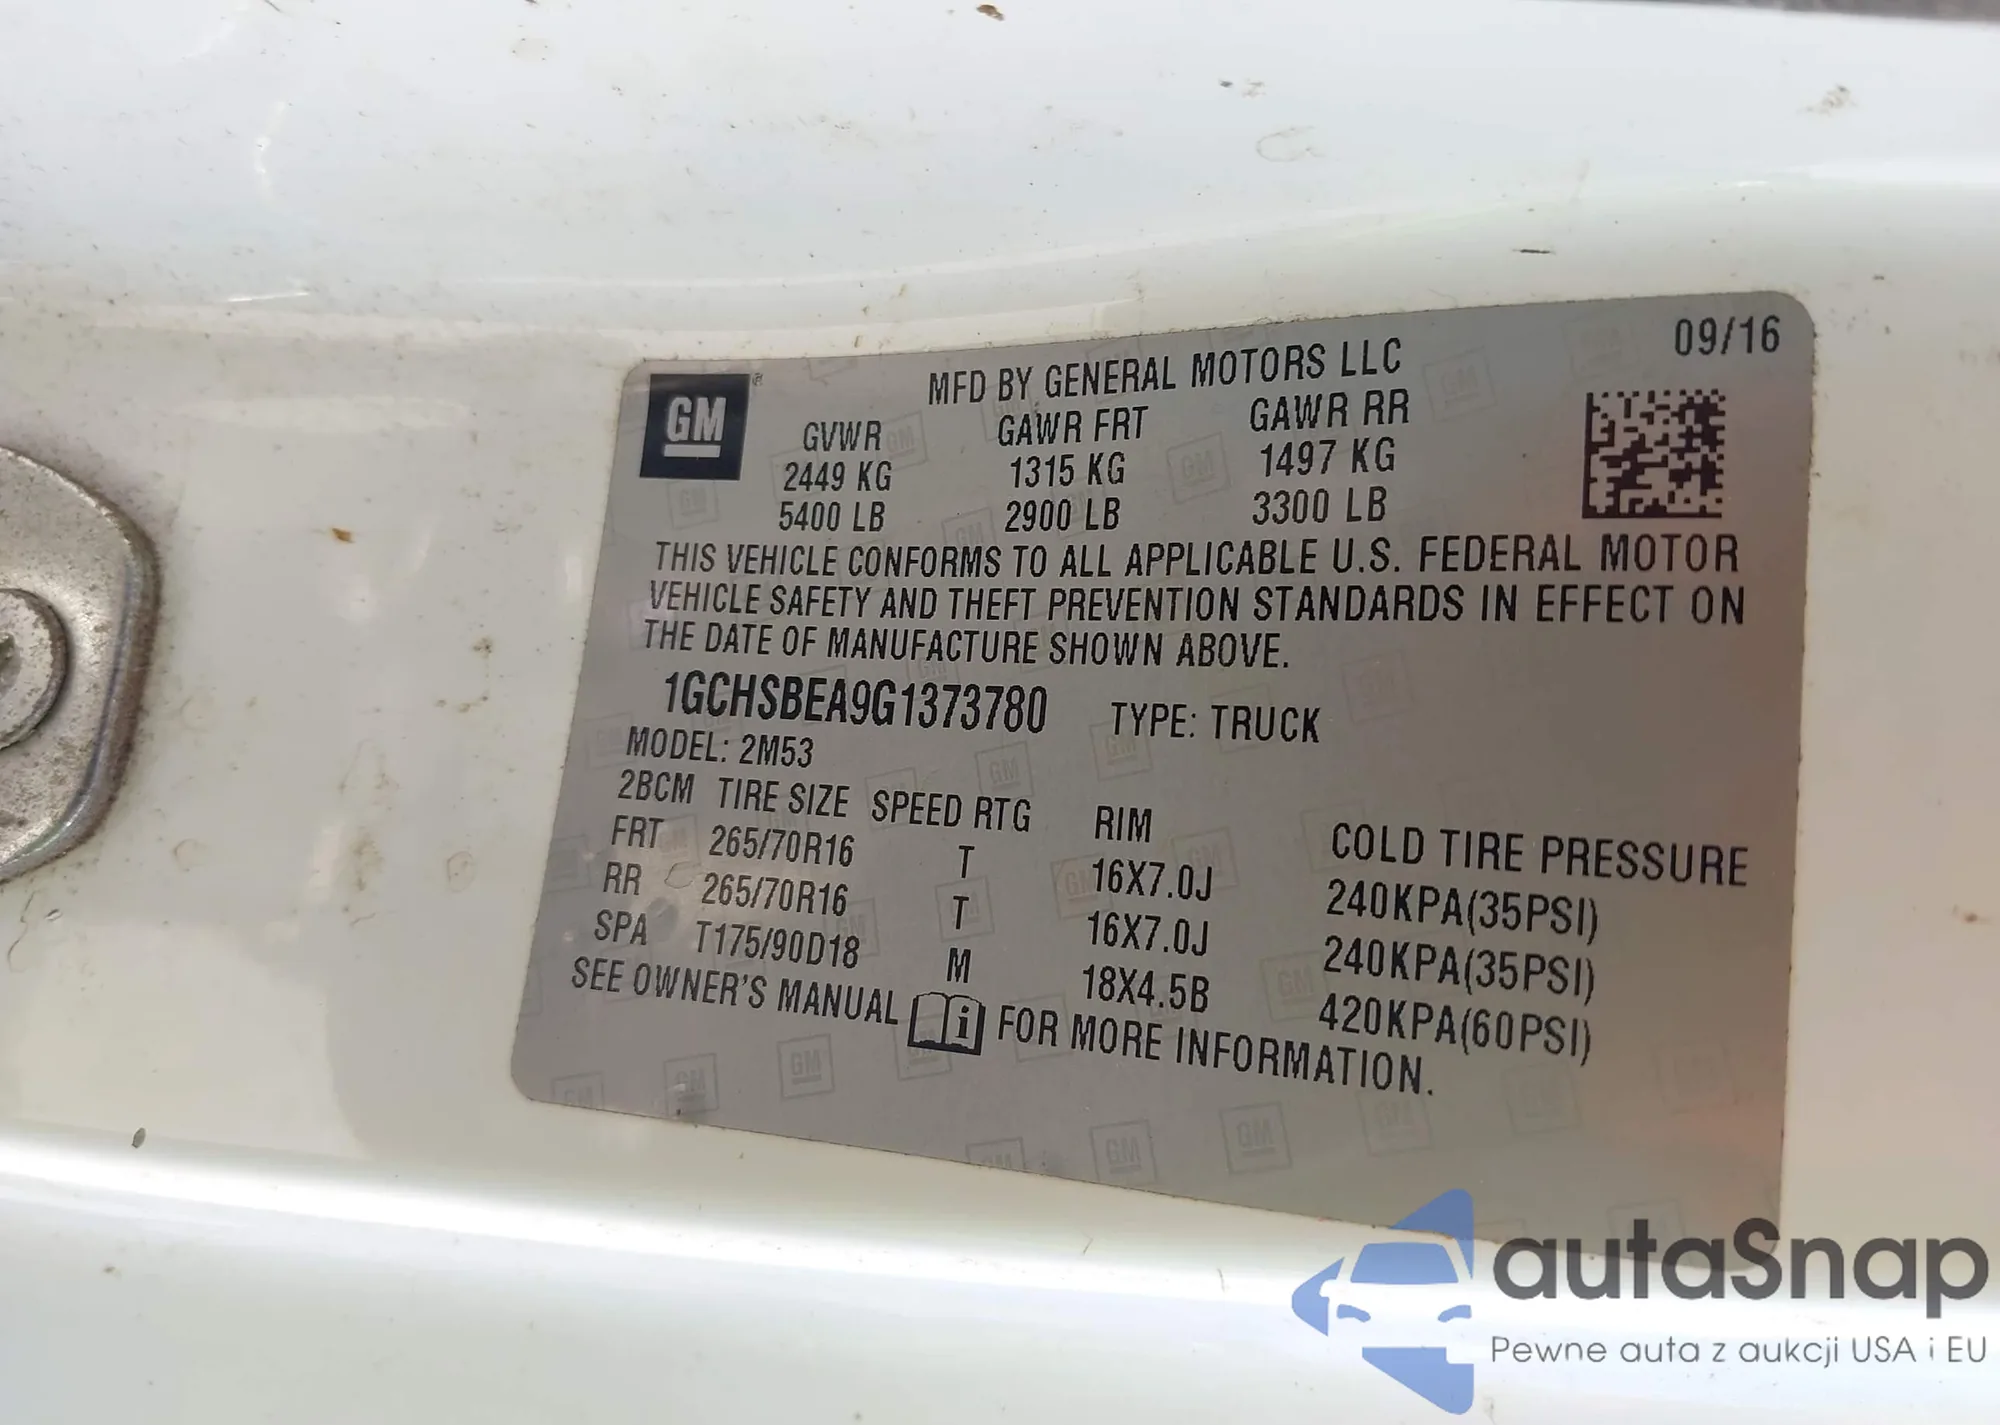 09/16
GM ®
MFD BY GENERAL MOTORS LLC
GVWR GAWR FRT GAWR RR
2449 KG 1315 KG 1497 KG
5400 LB 2900 LB 3300 LB
THIS VEHICLE CONFORMS TO ALL APPLICABLE U.S. FEDERAL MOTOR
VEHICLE SAFETY AND THEFT PREVENTION STANDARDS IN EFFECT ON
THE DATE OF MANUFACTURE SHOWN ABOVE.
1GCHSBEA9G1373780 TYPE: TRUCK
MODEL: 2M53
2BCM TIRE SIZE SPEED RTG RIM COLD TIRE PRESSURE
FRT 265/70R16 T 16X7.0J 240KPA(35PSI)
RR 265/70R16 T 16X7.0J 240KPA(35PSI)
SPA T175/90D18 M 18X4.5B 420KPA(60PSI)
SEE OWNER'S MANUAL i FOR MORE INFORMATION.
autaSnap
Pewne auta z aukcji USA i EU